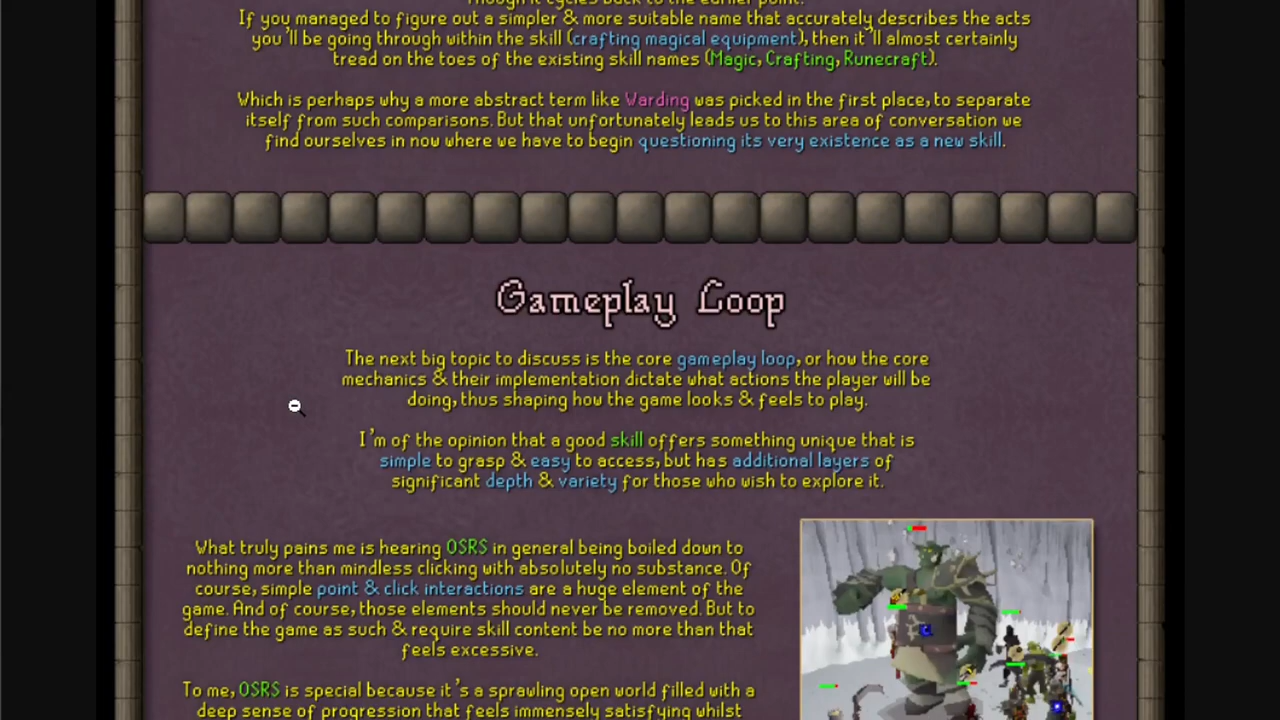 Though it cycles back to the earlier point.
If you managed to figure out a simpler & more suitable name that accurately describes the acts
you'll be going through within the skill (crafting magical equipment), then it'll almost certainly
tread on the toes of the existing skill names (Magic, Crafting, Runecraft).
Which is perhaps why a more abstract term like Warding was picked in the first place, to separate
itself from such comparisons. But that unfortunately leads us to this area of conversation we
find ourselves in now where we have to begin questioning its very existence as a new skill.
Gameplay Loop
The next big topic to discuss is the core gameplay loop, or how the core
mechanics & their implementation dictate what actions the player will be
doing, thus shaping how the game looks & feels to play.
I'm of the opinion that a good skill offers something unique that is
simple to grasp & easy to access, but has additional layers of
significant depth & variety for those who wish to explore it.
What truly pains me is hearing OSRS in general being boiled down to
nothing more than mindless clicking with absolutely no substance. Of
course, simple point & click interactions are a huge element of the
game. And of course, those elements should never be removed. But to
define the game as such & require skill content be no more than that
feels excessive.
To me, OSRS is special because it's a sprawling open world filled with a
deep sense of progression that feels immensely satisfying whilst